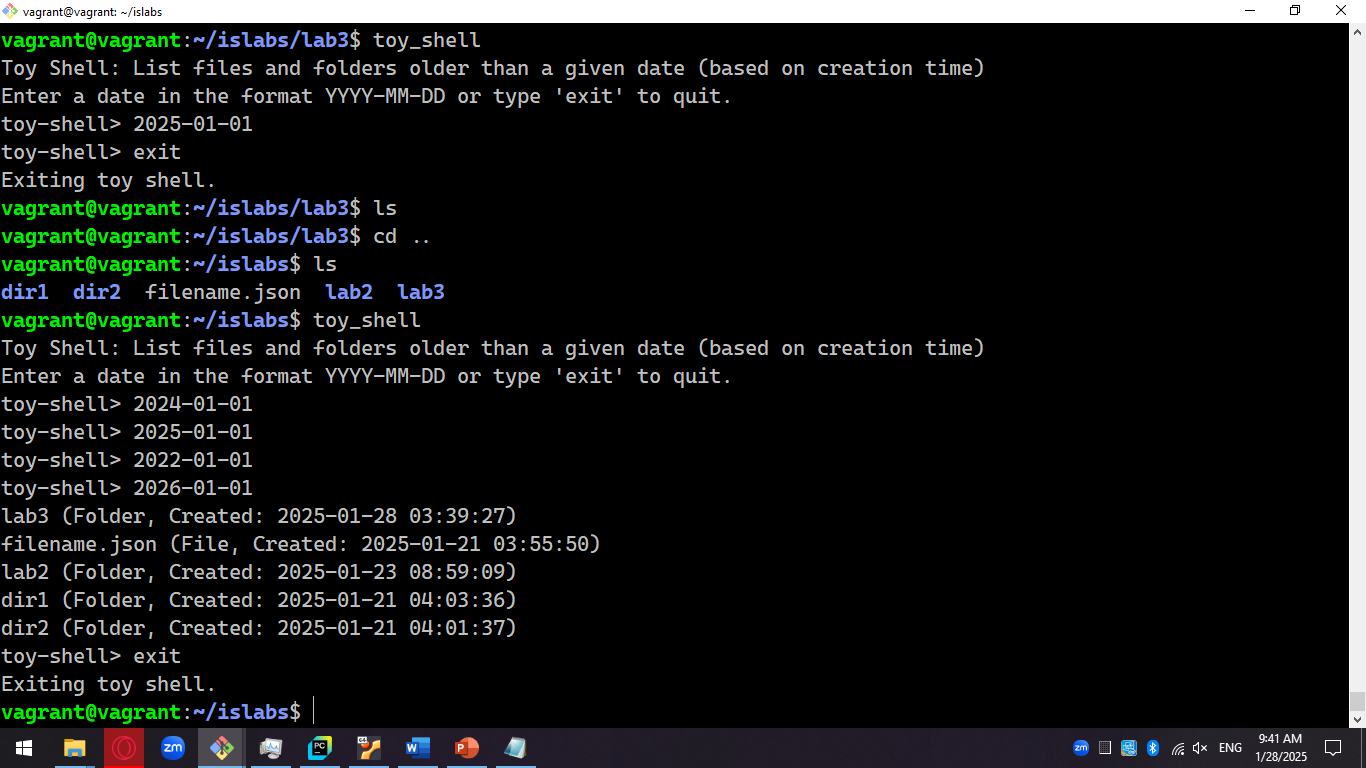 vagrant@vagrant: ~/islabs
vagrant@vagrant:~/islabs/lab3$ toy_shell
Toy Shell: List files and folders older than a given date (based on creation time)
Enter a date in the format YYYY-MM-DD or type 'exit' to quit.
toy-shell> 2025-01-01
toy-shell> exit
Exiting toy shell.
vagrant@vagrant:~/islabs/lab3$ ls
vagrant@vagrant:~/islabs/lab3$ cd ..
vagrant@vagrant:~/islabs$ ls
dir1  dir2  filename.json  lab2  lab3
vagrant@vagrant:~/islabs$ toy_shell
Toy Shell: List files and folders older than a given date (based on creation time)
Enter a date in the format YYYY-MM-DD or type 'exit' to quit.
toy-shell> 2024-01-01
toy-shell> 2025-01-01
toy-shell> 2022-01-01
toy-shell> 2026-01-01
lab3 (Folder, Created: 2025-01-28 03:39:27)
filename.json (File, Created: 2025-01-21 03:55:50)
lab2 (Folder, Created: 2025-01-23 08:59:09)
dir1 (Folder, Created: 2025-01-21 04:03:36)
dir2 (Folder, Created: 2025-01-21 04:01:37)
toy-shell> exit
Exiting toy shell.
vagrant@vagrant:~/islabs$
zm
PC
64
W
P
zm
ENG
9:41 AM
1/28/2025